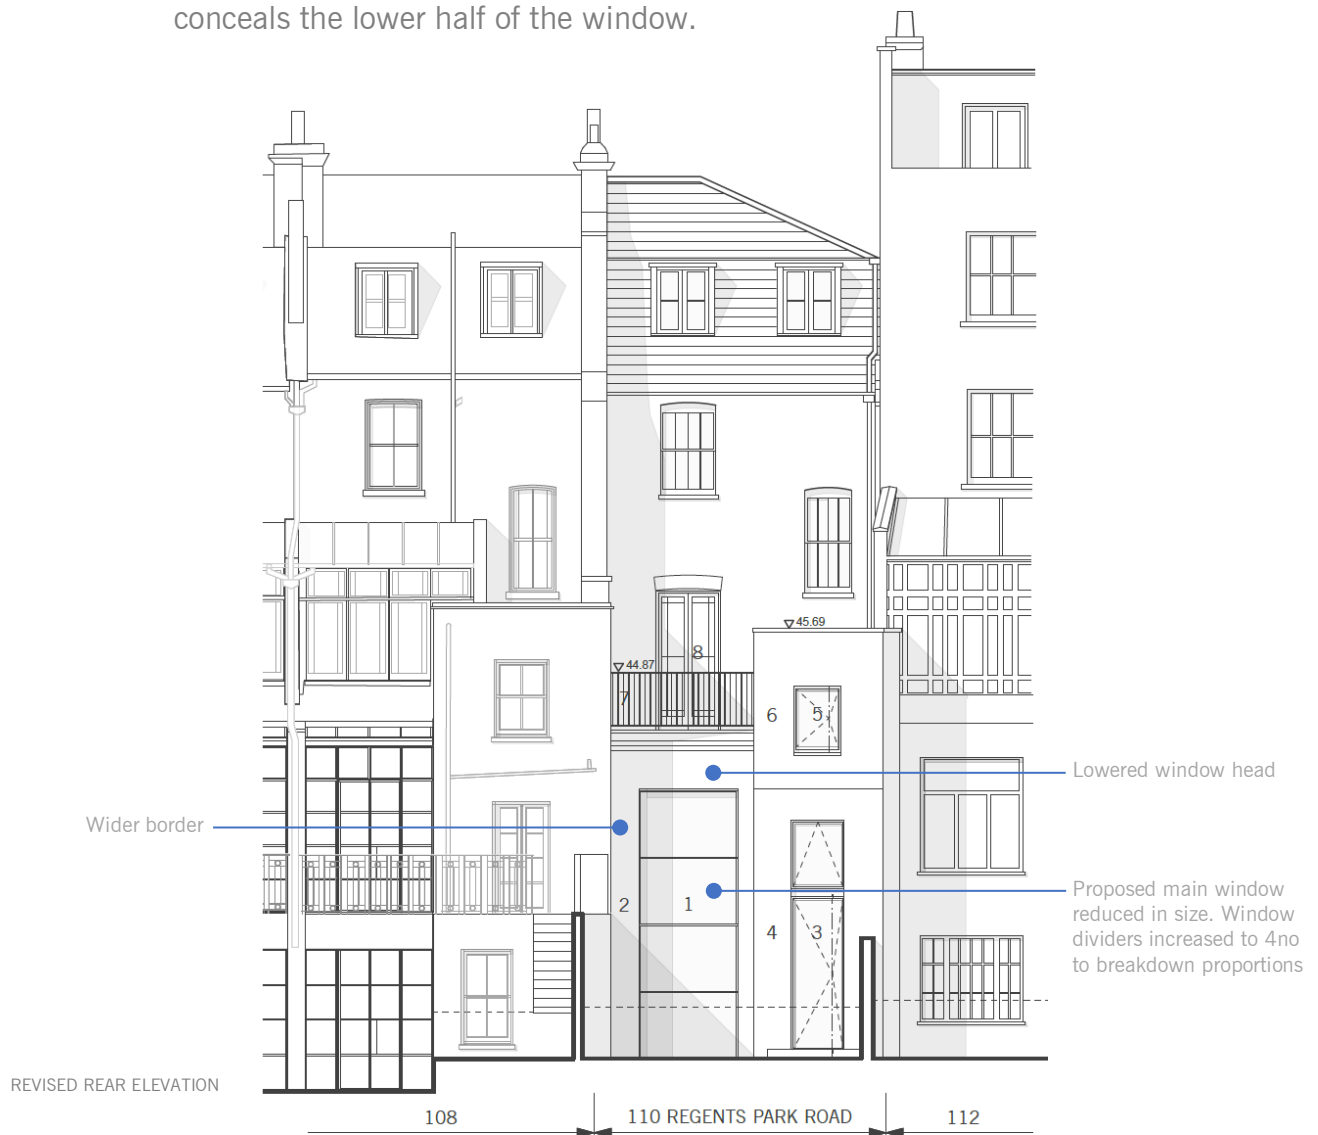 conceals the lower half of the window.
45.69
8
44.87
7
6
5
Lowered window head
Wider border
Proposed main window
reduced in size. Window
dividers increased to 4no
to breakdown proportions
2
1
4
3
REVISED REAR ELEVATION
108
110 REGENTS PARK ROAD
112